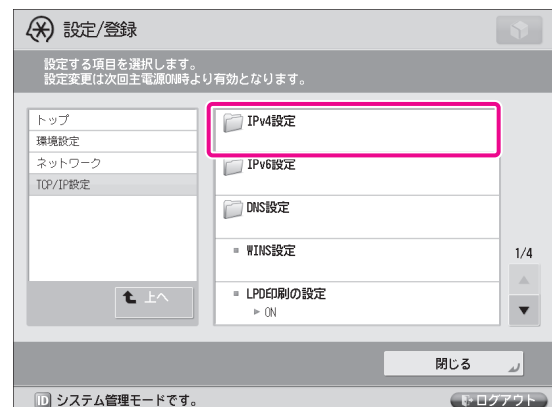 設定/登録
設定する項目を選択します。
設定変更は次回主電源ON時より有効となります。
トップ
環境設定
ネットワーク
TCP/IP設定
上へ
IPv4設定
IPv6設定
DNS設定
WINS設定
LPD印刷の設定
ON
1/4
閉じる
ID システム管理モードです。
ログアウト